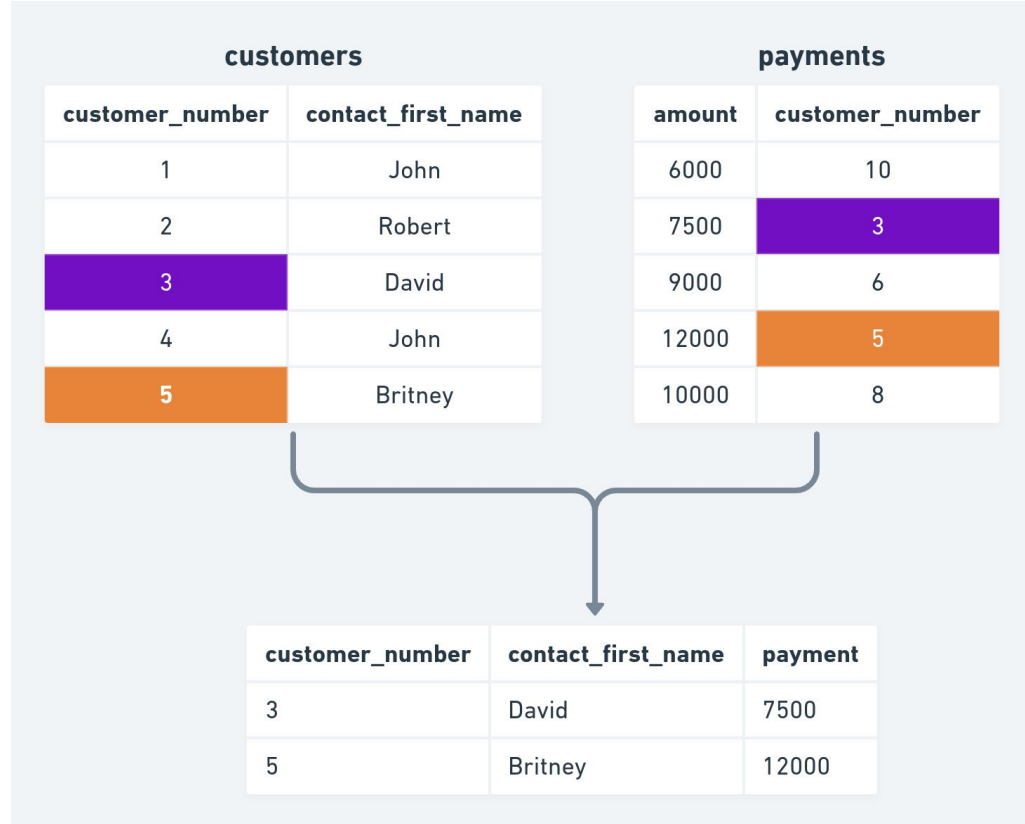 customers
customer_number contact_first_name
1 John
2 Robert
3 David
4 John
5 Britney
payments
amount customer_number
6000 10
7500 3
9000 6
12000 5
10000 8
customer_number contact_first_name payment
3 David 7500
5 Britney 12000